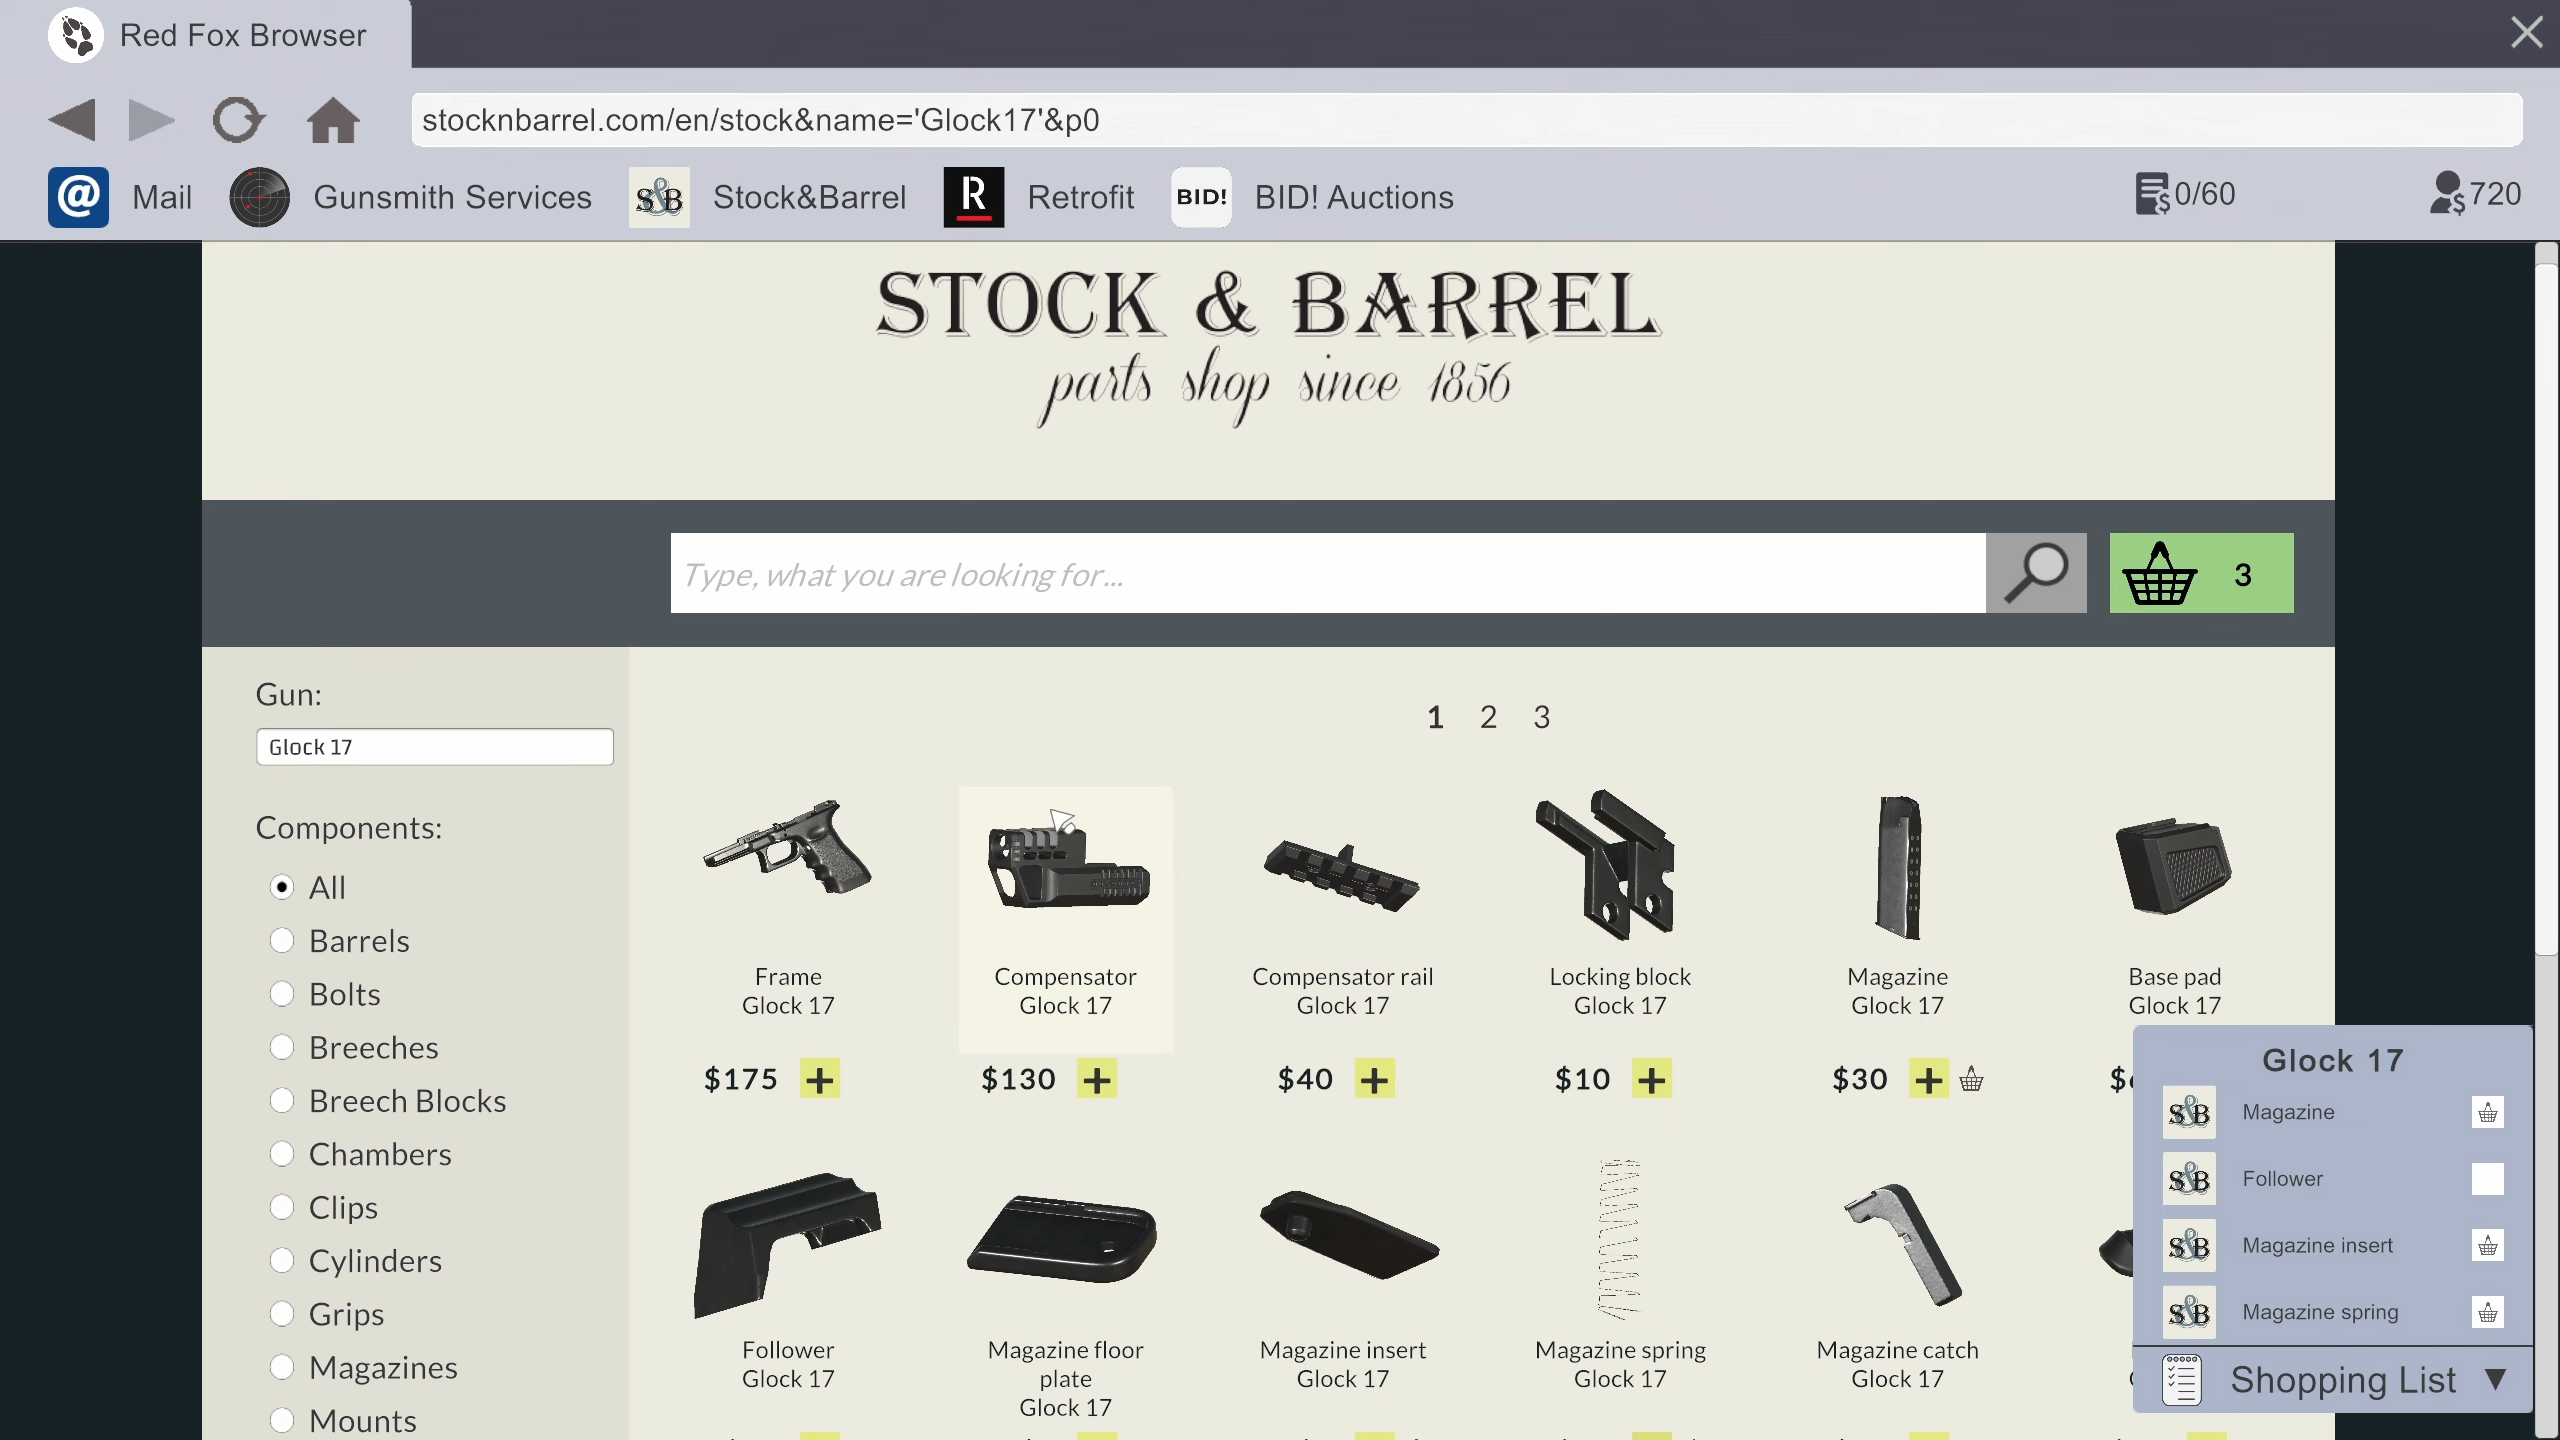 Red Fox Browser
stocknbarrel.com/en/stock&name='Glock17'&p0
@ Mail
Gunsmith Services
S&B Stock&Barrel
R Retrofit
BID! BID! Auctions
0/60
720
STOCK & BARREL
parts shop since 1856
Type, what you are looking for...
3
Gun:
Glock 17
Components:
All
Barrels
Bolts
Breeches
Breech Blocks
Chambers
Clips
Cylinders
Grips
Magazines
Mounts
1 2 3
Frame
Glock 17
$175 +
Compensator
Glock 17
$130 +
Compensator rail
Glock 17
$40 +
Locking block
Glock 17
$10 +
Magazine
Glock 17
$30 +
Base pad
Glock 17
Follower
Glock 17
Magazine floor
plate
Glock 17
Magazine insert
Glock 17
Magazine spring
Glock 17
Magazine catch
Glock 17
Glock 17
S&B Magazine
S&B Follower
S&B Magazine insert
S&B Magazine spring
Shopping List